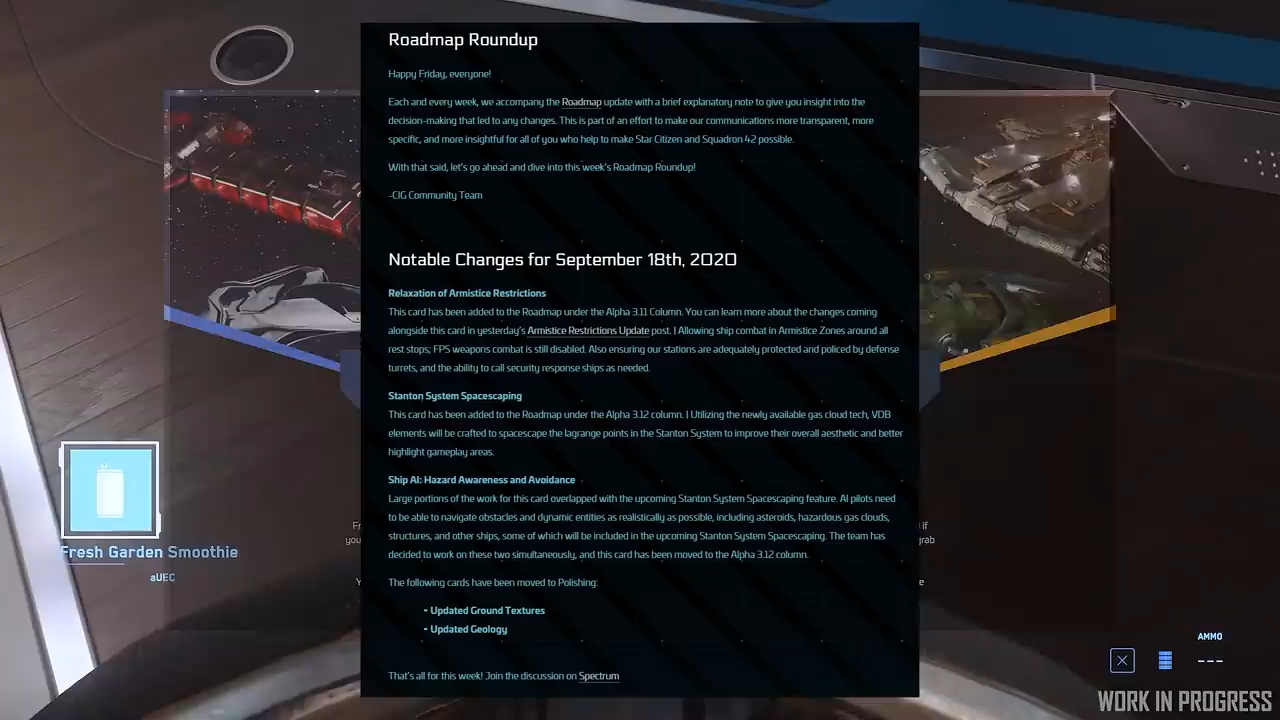 Roadmap Roundup
Happy Friday, everyone!
Each and every week, we accompany the Roadmap update with a brief explanatory note to give you insight into the
decision-making that led to any changes. This is part of an effort to make our communications more transparent, more
specific, and more insightful for all of you who help to make Star Citizen and Squadron 42 possible.
With that said, let's go ahead and dive into this week's Roadmap Roundup!
-CIG Community Team
Notable Changes for September 18th, 2020
Relaxation of Armistice Restrictions
This card has been added to the Roadmap under the Alpha 3.11 Column. You can learn more about the changes coming
alongside this card in yesterday's Armistice Restrictions Update post. | Allowing ship combat in Armistice Zones around all
rest stops; FPS weapons combat is still disabled. Also ensuring our stations are adequately protected and policed by defense
turrets, and the ability to call security response ships as needed.
Stanton System Spacescaping
This card has been added to the Roadmap under the Alpha 3.12 column. | Utilizing the newly available gas cloud tech, VDB
elements will be crafted to spacescape the lagrange points in the Stanton System to improve their overall aesthetic and better
highlight gameplay areas.
Ship AI: Hazard Awareness and Avoidance
Large portions of the work for this card overlapped with the upcoming Stanton System Spacescaping feature. AI pilots need
to be able to navigate obstacles and dynamic entities as realistically as possible, including asteroids, hazardous gas clouds,
structures, and other ships, some of which will be included in the upcoming Stanton System Spacescaping. The team has
decided to work on these two simultaneously, and this card has been moved to the Alpha 3.12 column.
The following cards have been moved to Polishing:
- Updated Ground Textures
- Updated Geology
That's all for this week! Join the discussion on Spectrum
Fresh Garden Smoothie
aUEC
if
AMMO
---
WORK IN PROGRESS